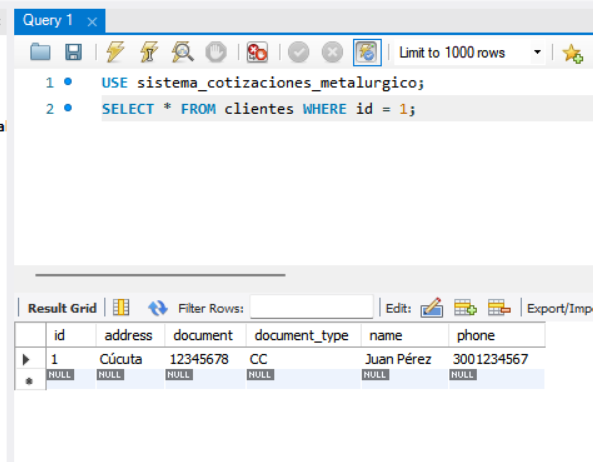 Query 1
Limit to 1000 rows
1 USE sistema_cotizaciones_metalurgico;
2 SELECT * FROM clientes WHERE id = 1;
Result Grid Filter Rows: Edit: Export/Imp
id address document document_type name phone
1 Cúcuta 12345678 CC Juan Pérez 3001234567
NULL NULL NULL NULL NULL NULL